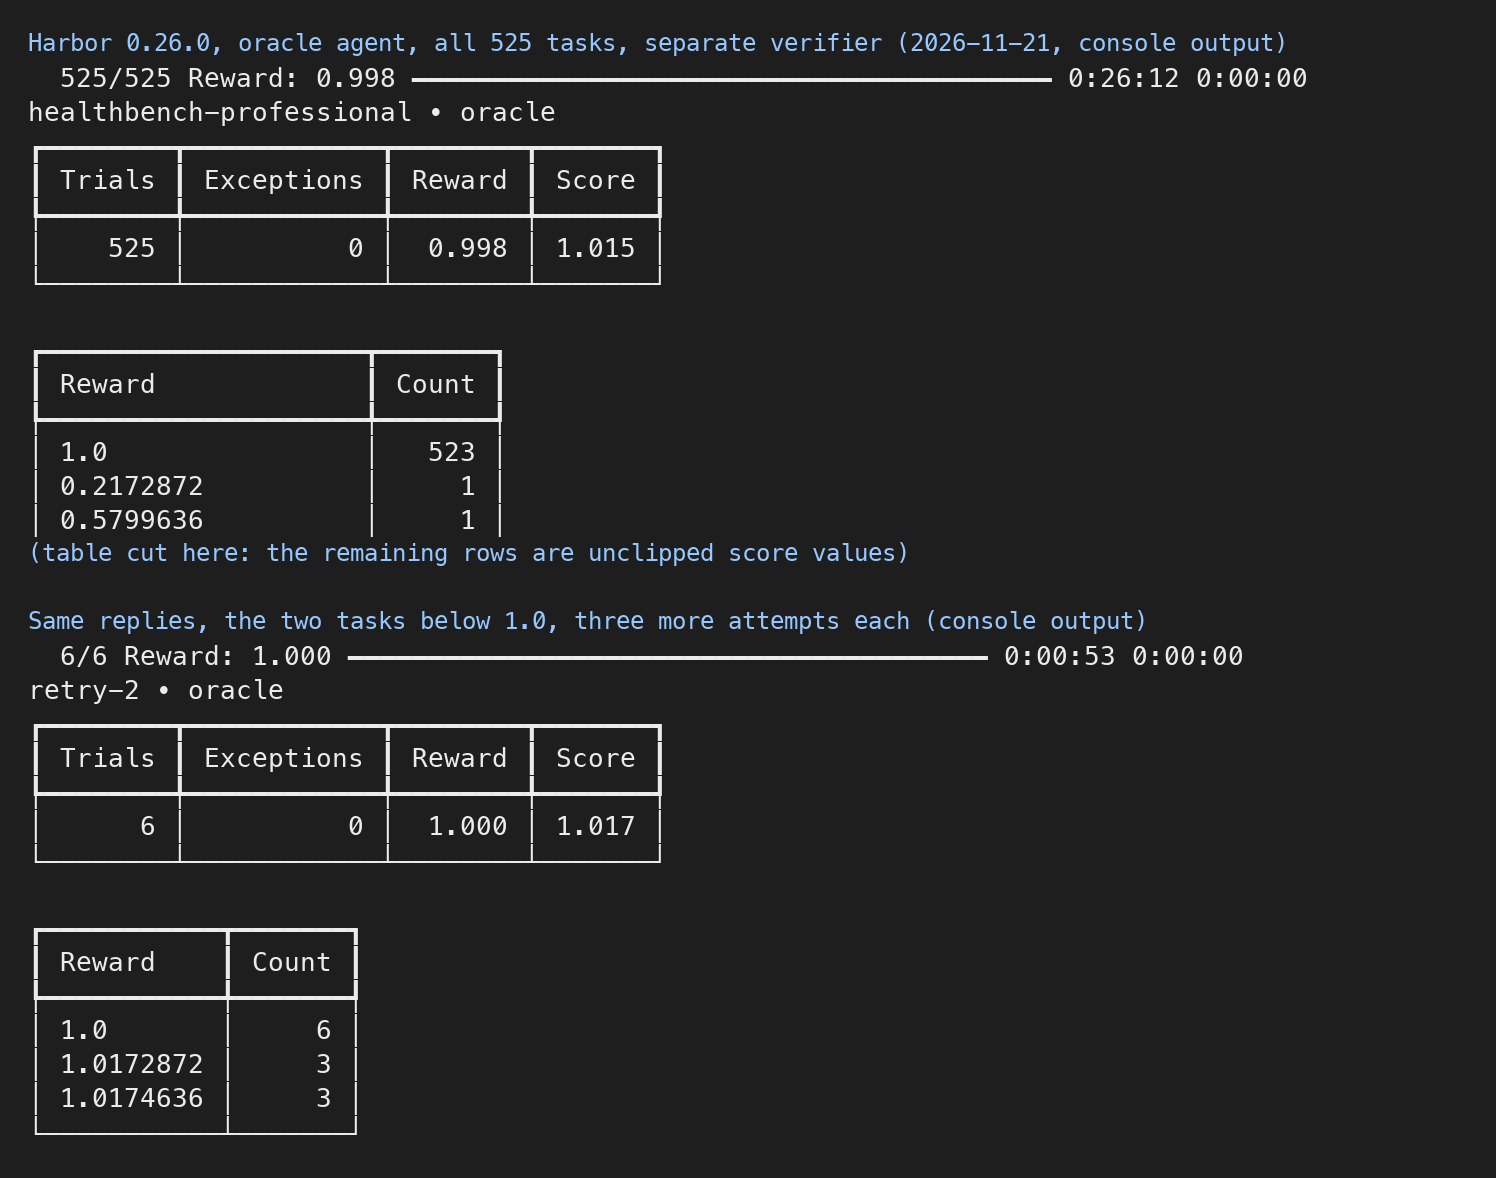 Harbor 0.26.0, oracle agent, all 525 tasks, separate verifier (2026-11-21, console output)
525/525 Reward: 0.998 0:26:12 0:00:00
healthbench-professional • oracle
Trials Exceptions Reward Score
525 0 0.998 1.015
Reward Count
1.0 523
0.2172872 1
0.5799636 1
(table cut here: the remaining rows are unclipped score values)
Same replies, the two tasks below 1.0, three more attempts each (console output)
6/6 Reward: 1.000 0:00:53 0:00:00
retry-2 • oracle
Trials Exceptions Reward Score
6 0 1.000 1.017
Reward Count
1.0 6
1.0172872 3
1.0174636 3